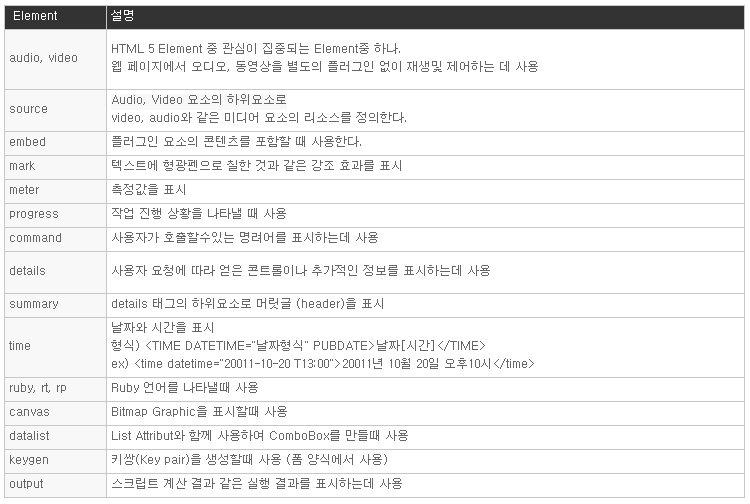 Element 설명
audio, video
HTML 5 Element 중 관심이 집중되는 Element중 하나.
웹 페이지에서 오디오, 동영상을 별도의 플러그인 없이 재생및 제어하는 데 사용
source
Audio, Video 요소의 하위요소로
video, audio와 같은 미디어 요소의 리소스를 정의한다.
embed 플러그인 요소의 콘텐츠를 포함할 때 사용한다.
mark 텍스트에 형광펜으로 칠한 것과 같은 강조 효과를 표시
meter 측정값을 표시
progress 작업 진행 상황을 나타낼 때 사용
command 사용자가 호출할수있는 명려어를 표시하는데 사용
details 사용자 요청에 따라 얻은 콘트롤이나 추가적인 정보를 표시하는데 사용
summary details 태그의 하위요소로 머릿글 (header)을 표시
time
날짜와 시간을 표시
형식) <TIME DATETIME="날짜형식" PUBDATE>날짜[시간]</TIME>
ex) <time datetime="20011-10-20 T13:00">20011년 10월 20일 오후10시</time>
ruby, rt, rp Ruby 언어를 나타낼때 사용
canvas Bitmap Graphic을 표시할때 사용
datalist List Attribut와 함께 사용하여 ComboBox를 만들때 사용
keygen 키쌍(Key pair)을 생성할때 사용 (폼 양식에서 사용)
output 스크립트 계산 결과 같은 실행 결과를 표시하는데 사용